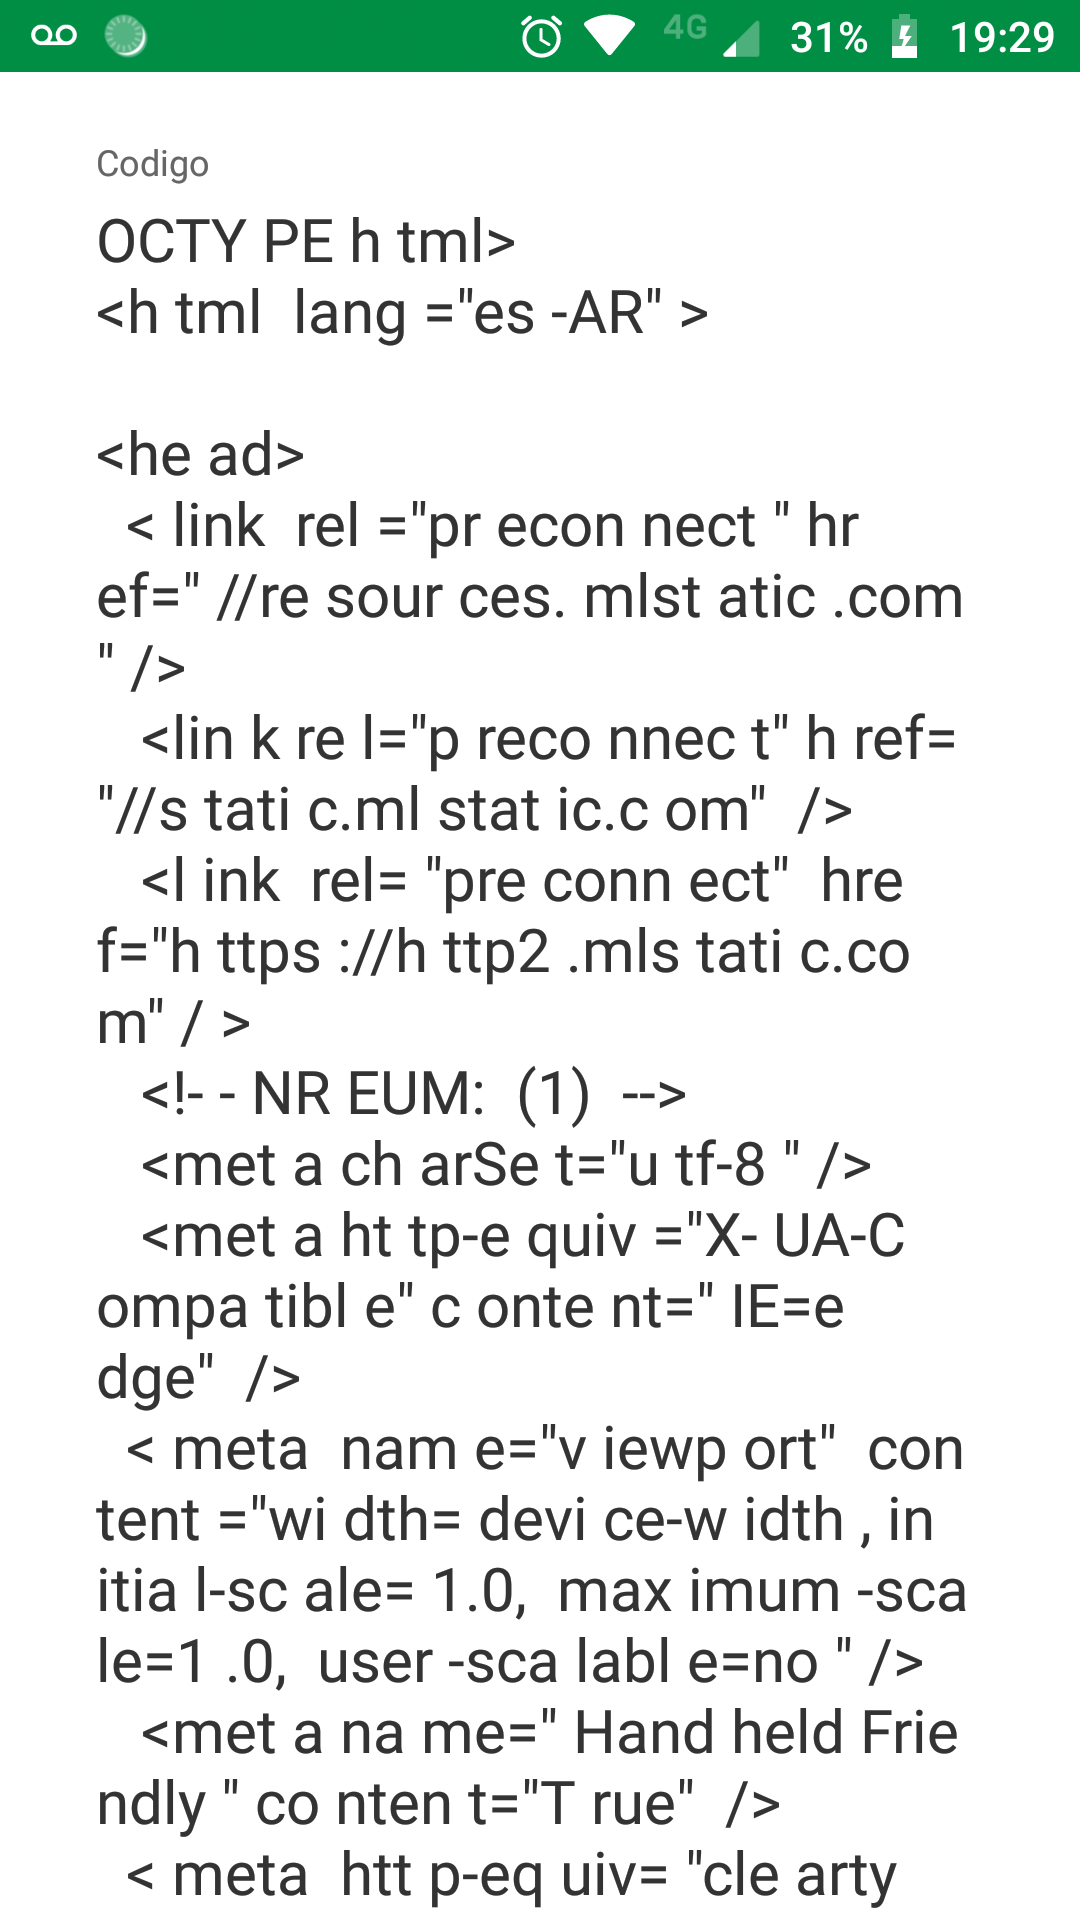 4G 31% 19:29
Codigo
OCTY PE h tml>
<h tml  lang ="es -AR" >
<he ad>
< link  rel ="pr econ nect " hr
ef=" //re sour ces. mlst atic .com
" />
<lin k re l="p reco nnec t" h ref=
"//s tati c.ml stat ic.c om"  />
<l ink  rel= "pre conn ect"  hre
f="h ttps ://h ttp2 .mls tati c.co
m" / >
<!- - NR EUM:  (1)  -->
<met a ch arSe t="u tf-8 " />
<met a ht tp-e quiv ="X- UA-C
ompa tibl e" c onte nt=" IE=e
dge"  />
< meta  nam e="v iewp ort"  con
tent ="wi dth= devi ce-w idth , in
itia l-sc ale= 1.0,  max imum -sca
le=1 .0,  user -sca labl e=no " />
<met a na me=" Hand held Frie
ndly " co nten t="T rue"  />
< meta  htt p-eq uiv= "cle arty